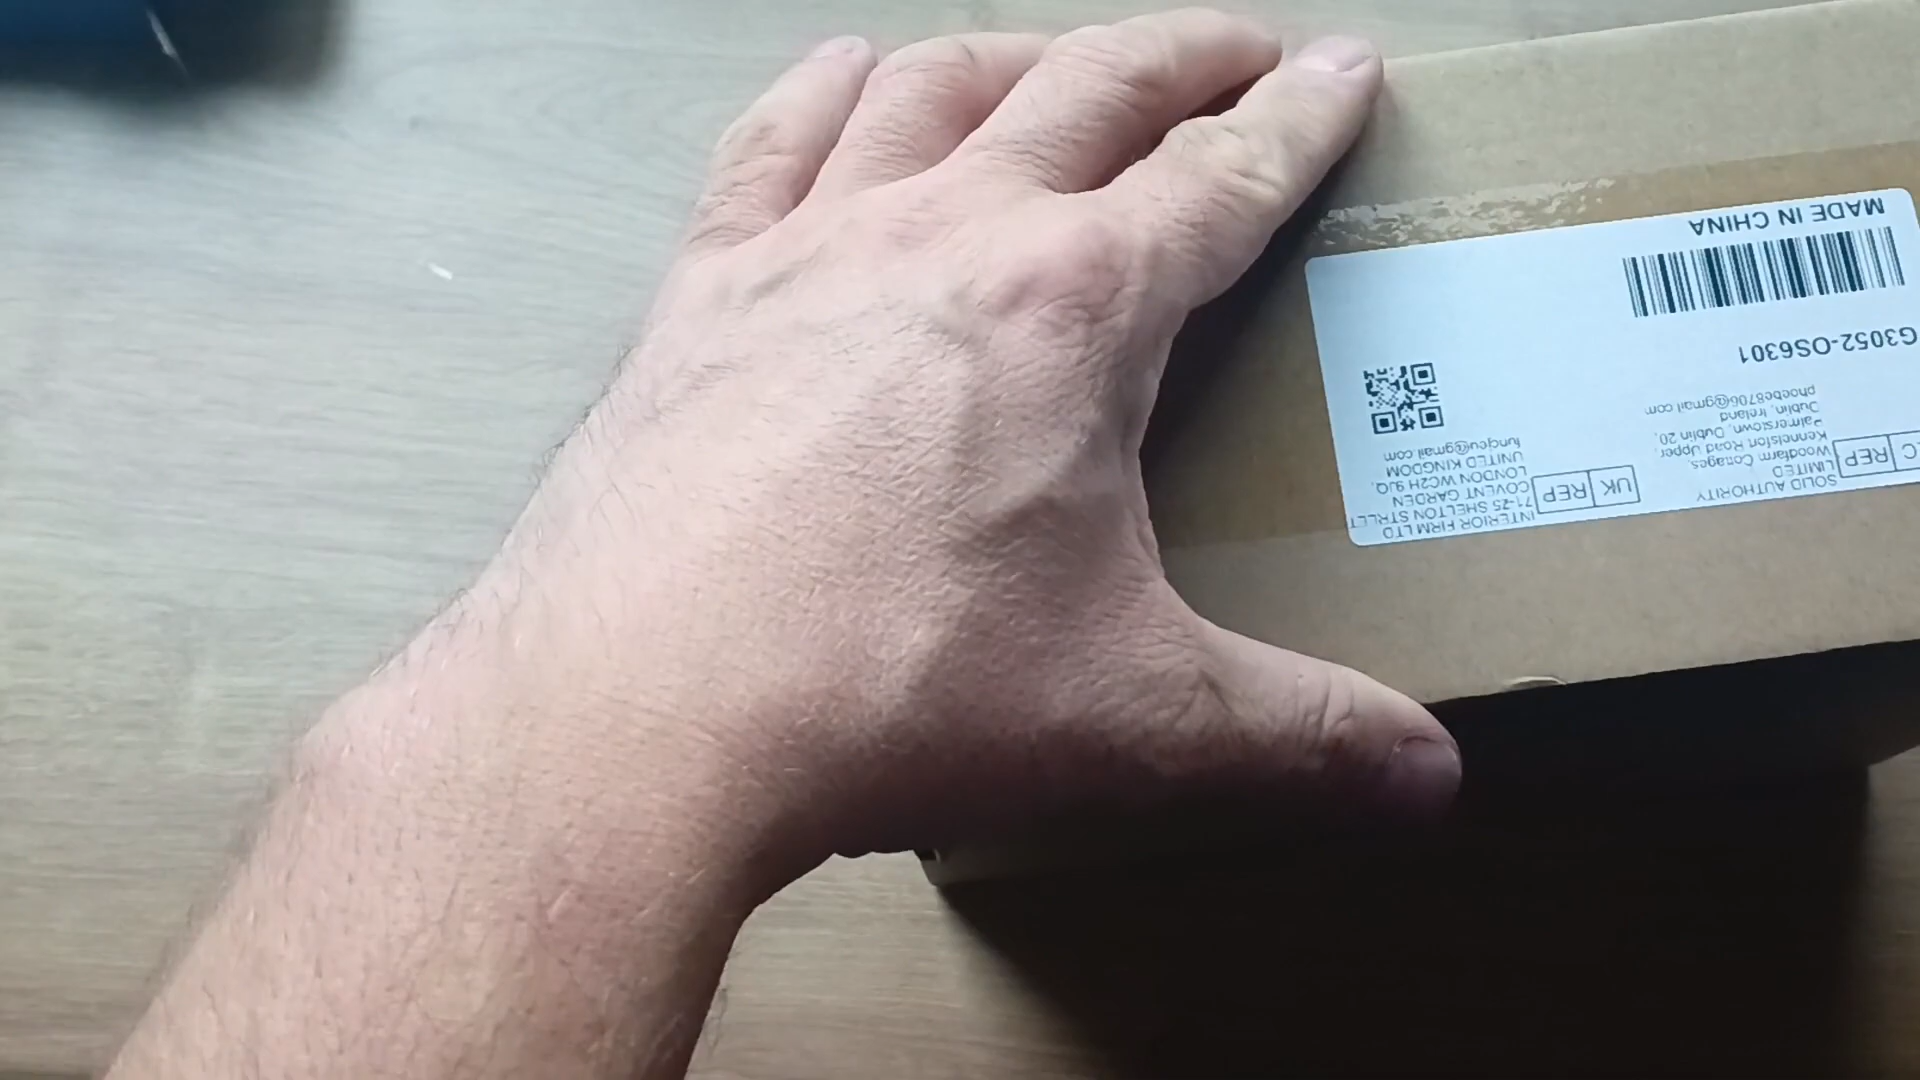 INTERIOR FIRM LTD
71-75 SHELTON STREET
COVENT GARDEN
LONDON WC2H 9JQ,
UNITED KINGDOM
funqeu@gmail.com
UK REP
SOLID AUTHORITY
LIMITED
Woodfarm Cottages,
Kennelsfort Road Upper,
Palmerstown, Dublin 20,
Dublin, Ireland
phoebe8706@gmail.com
C REP
G3052-OS6301
MADE IN CHINA